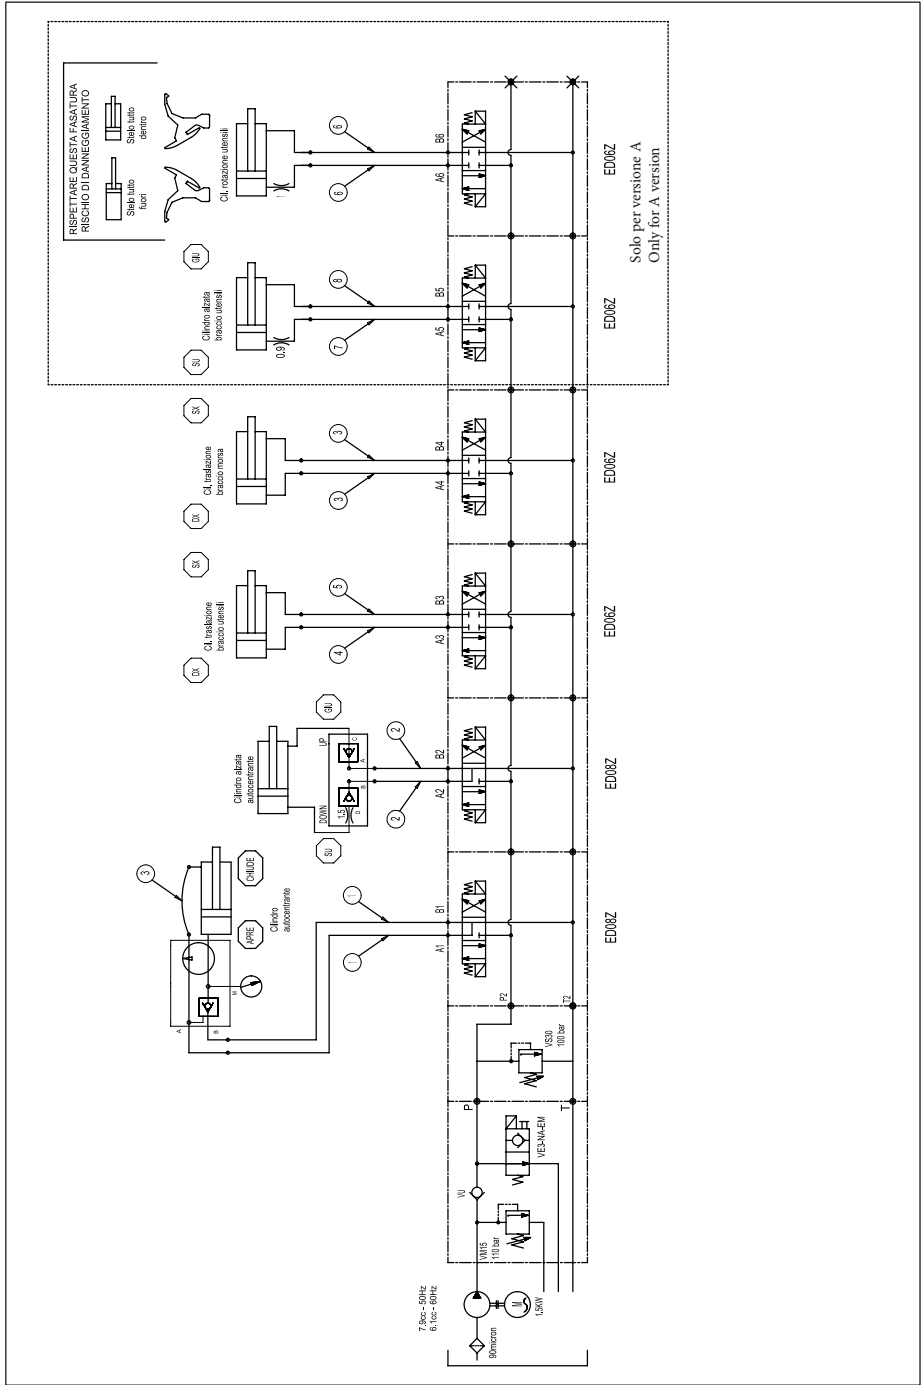 RISPETTARE QUESTA FASATURA
RISCHIO DI DANNEGGIAMENTO
Stelo tutto
fuori
Stelo tutto
dentro
Cil. rotazione utensili
6
6
A6
B6
ED06Z
Solo per versione A
Only for A version
GIU
SU
Cilindro alzata
braccio utensili
0.9
7
8
A5
B5
ED06Z
SX
DX
Cil. traslazione
braccio morsa
3
3
A4
B4
ED06Z
SX
DX
Cil. traslazione
braccio utensili
4
5
A3
B3
ED06Z
Cilindro alzata
autocentrante
GIU
SU
UP
DOWN
1.5
A
C
B
D
2
2
A2
B2
ED08Z
3
CHIUDE
APRE
Cilindro
autocentrante
M
A
B
1
1
A1
B1
ED08Z
P2
T2
VS30
100 bar
P
T
VE3-NA-EM
VU
VM15
110 bar
7.9cc - 50Hz
6.1cc - 60Hz
M
1.5KW
90micron